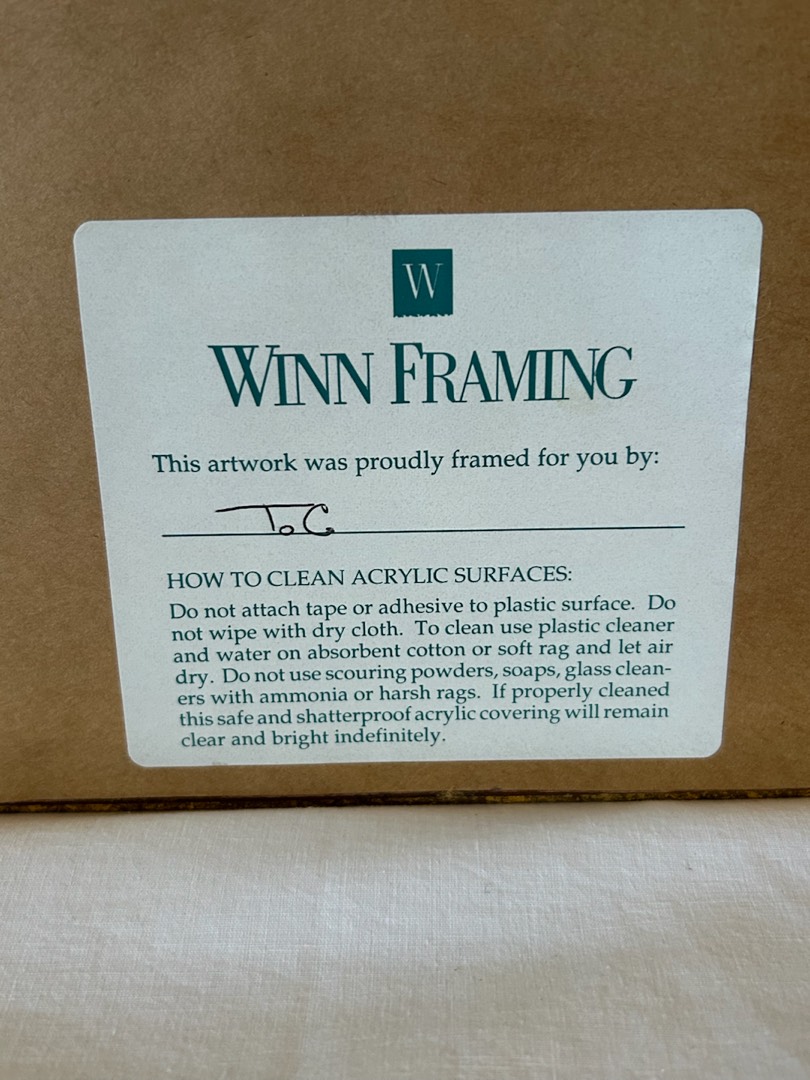 W
WINN FRAMING
This artwork was proudly framed for you by:
ToC
HOW TO CLEAN ACRYLIC SURFACES:
Do not attach tape or adhesive to plastic surface. Do
not wipe with dry cloth. To clean use plastic cleaner
and water on absorbent cotton or soft rag and let air
dry. Do not use scouring powders, soaps, glass clean-
ers with ammonia or harsh rags. If properly cleaned
this safe and shatterproof acrylic covering will remain
clear and bright indefinitely.